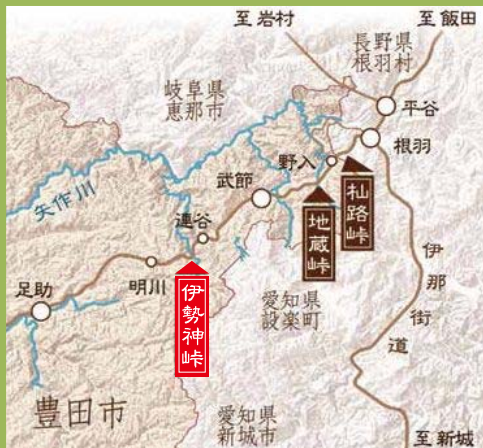 至岩村
至飯田
長野県
根羽村
岐阜県
恵那市
平谷
根羽
野入
武節
杣路峠
地蔵峠
矢作川
連谷
伊那街道
明川
足助
伊勢神峠
愛知県
設楽町
豊田市
愛知県
新城市
至新城